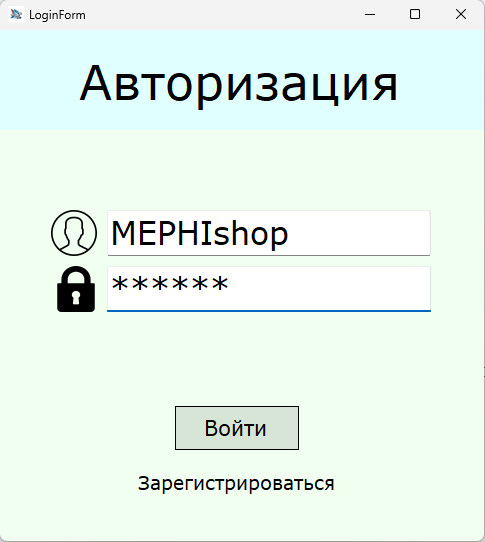 LoginForm
Авторизация
MEPHIshop
******
Войти
Зарегистрироваться